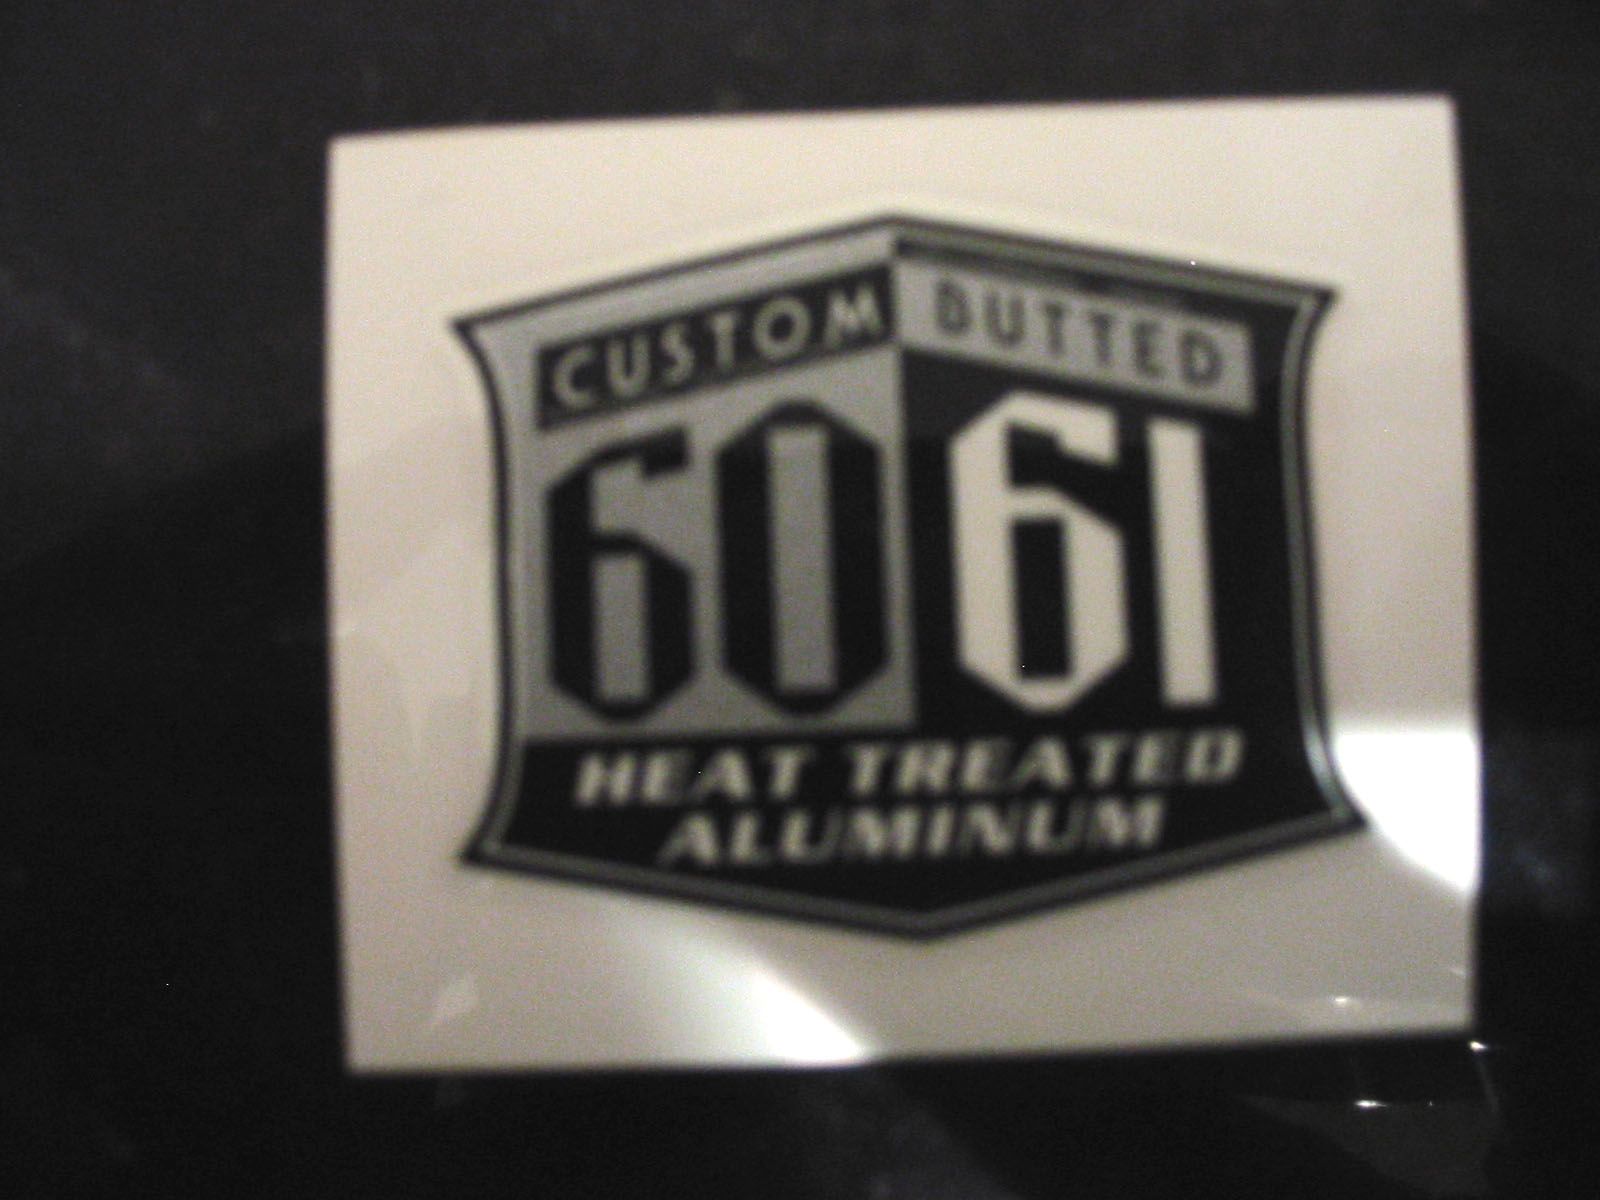 CUSTOM BUTTED
6061
HEAT TREATED
ALUMINUM